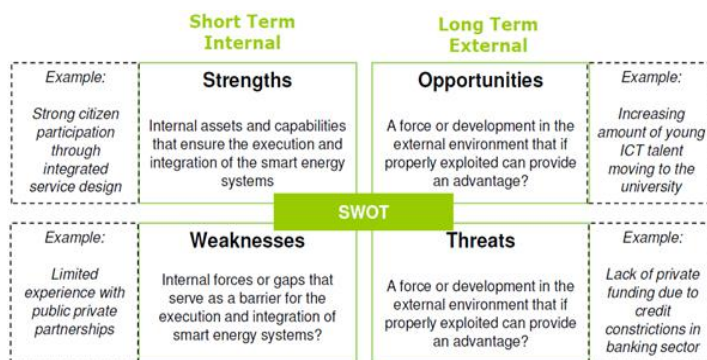 Short Term
Internal
Long Term
External
Example:
Strong citizen
participation
through
integrated
service design
Strengths
Internal assets and capabilities
that ensure the execution and
integration of the smart energy
systems
Opportunities
A force or development in the
external environment that if
properly exploited can provide
an advantage?
Example:
Increasing
amount of young
ICT talent
moving to the
university
SWOT
Example:
Limited
experience with
public private
partnerships
Weaknesses
Internal forces or gaps that
serve as a barrier for the
execution and integration of
smart energy systems?
Threats
A force or development in the
external environment that if
properly exploited can provide
an advantage?
Example:
Lack of private
funding due to
credit
constrictions in
banking sector